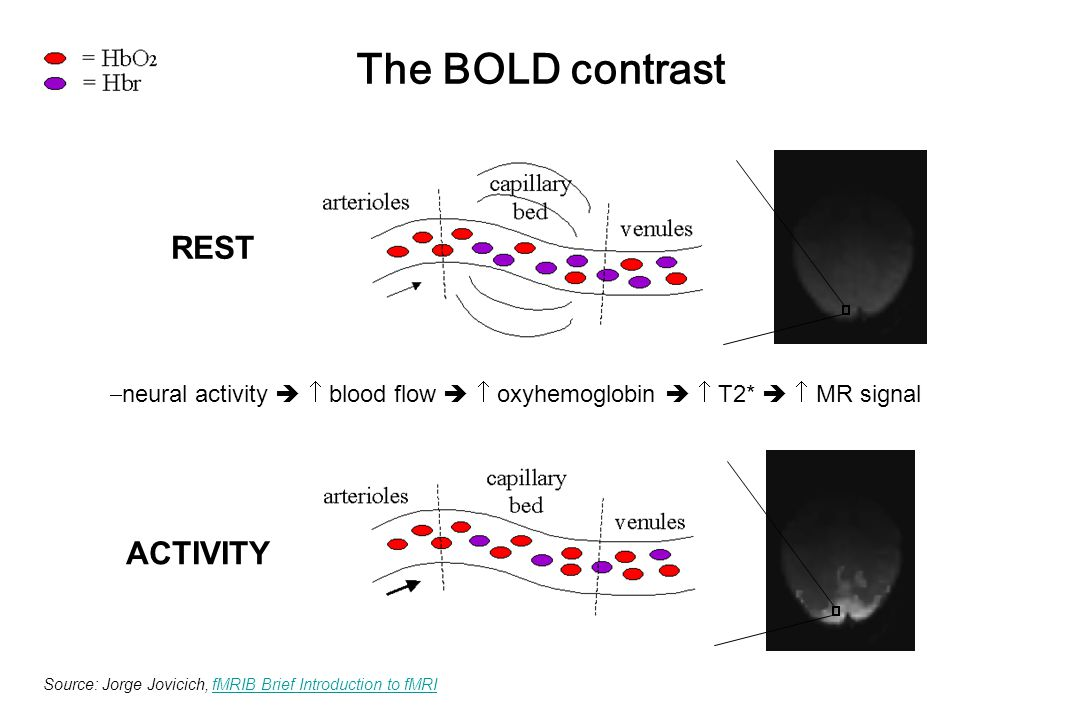 = HbO2
= Hbr
The BOLD contrast
capillary
bed
arterioles
venules
REST
–neural activity ➔ ↑ blood flow ➔ ↑ oxyhemoglobin ➔ ↑ T2* ➔ ↑ MR signal
capillary
bed
arterioles
venules
ACTIVITY
Source: Jorge Jovicich, fMRIB Brief Introduction to fMRI